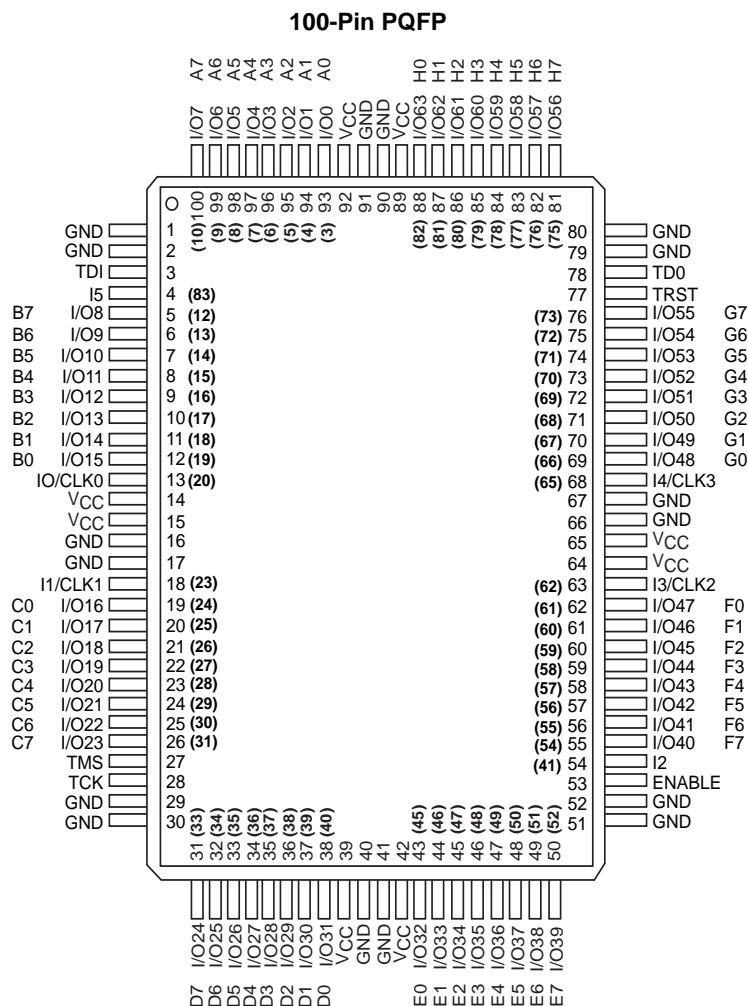 100-Pin PQFP
A7 A6 A5 A4 A3 A2 A1 A0 H0 H1 H2 H3 H4 H5 H6 H7
I/O7 I/O6 I/O5 I/O4 I/O3 I/O2 I/O1 I/O0 VCC GND GND VCC I/O63 I/O62 I/O61 I/O60 I/O59 I/O58 I/O57 I/O56
100 99 98 97 96 95 94 93 92 91 90 89 88 87 86 85 84 83 82 81
(10) (9) (8) (7) (6) (5) (4) (3) (82) (81) (80) (79) (78) (77) (76) (75)
GND 1 80 GND
GND 2 79 GND
TDI 3 78 TD0
I5 4 (83) 77 TRST
B7 I/O8 5 (12) (73) 76 I/O55 G7
B6 I/O9 6 (13) (72) 75 I/O54 G6
B5 I/O10 7 (14) (71) 74 I/O53 G5
B4 I/O11 8 (15) (70) 73 I/O52 G4
B3 I/O12 9 (16) (69) 72 I/O51 G3
B2 I/O13 10 (17) (68) 71 I/O50 G2
B1 I/O14 11 (18) (67) 70 I/O49 G1
B0 I/O15 12 (19) (66) 69 I/O48 G0
IO/CLK0 13 (20) (65) 68 I4/CLK3
VCC 14 67 GND
VCC 15 66 GND
GND 16 65 VCC
GND 17 64 VCC
I1/CLK1 18 (23) (62) 63 I3/CLK2
C0 I/O16 19 (24) (61) 62 I/O47 F0
C1 I/O17 20 (25) (60) 61 I/O46 F1
C2 I/O18 21 (26) (59) 60 I/O45 F2
C3 I/O19 22 (27) (58) 59 I/O44 F3
C4 I/O20 23 (28) (57) 58 I/O43 F4
C5 I/O21 24 (29) (56) 57 I/O42 F5
C6 I/O22 25 (30) (55) 56 I/O41 F6
C7 I/O23 26 (31) (54) 55 I/O40 F7
TMS 27 (41) 54 I2
TCK 28 53 ENABLE
GND 29 52 GND
GND 30 51 GND
(33) (34) (35) (36) (37) (38) (39) (40) (45) (46) (47) (48) (49) (50) (51) (52)
31 32 33 34 35 36 37 38 39 40 41 42 43 44 45 46 47 48 49 50
I/O24 I/O25 I/O26 I/O27 I/O28 I/O29 I/O30 I/O31 VCC GND GND VCC I/O32 I/O33 I/O34 I/O35 I/O36 I/O37 I/O38 I/O39
D7 D6 D5 D4 D3 D2 D1 D0 E0 E1 E2 E3 E4 E5 E6 E7